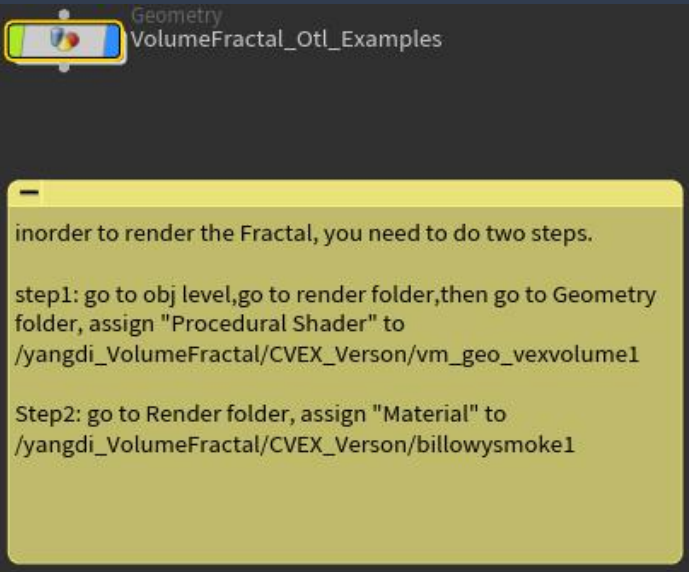 Geometry
VolumeFractal_Otl_Examples
inorder to render the Fractal, you need to do two steps.
step1: go to obj level,go to render folder,then go to Geometry
folder, assign "Procedural Shader" to
/yangdi_VolumeFractal/CVEX_Verson/vm_geo_vexvolume1
Step2: go to Render folder, assign "Material" to
/yangdi_VolumeFractal/CVEX_Verson/billowysmoke1